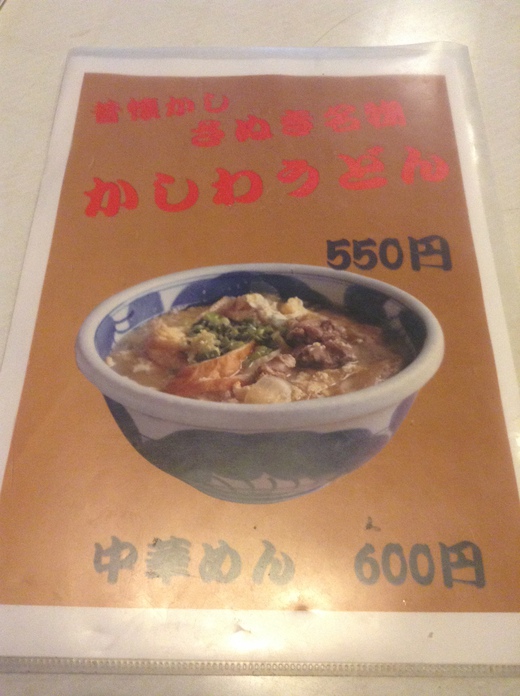 昔懐かし
さぬき名物
かしわうどん
550円
中華めん 600円